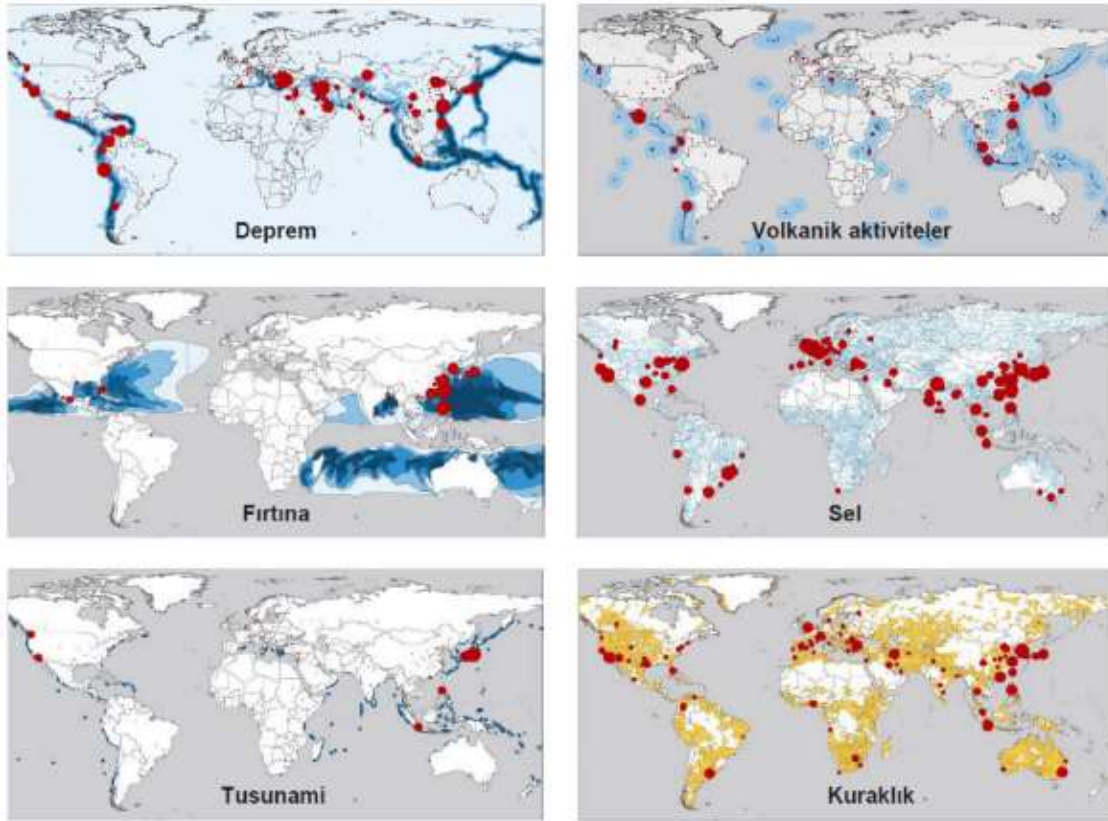 Deprem
Volkanik aktiviteler
Fırtına
Sel
Tusunami
Kuraklık